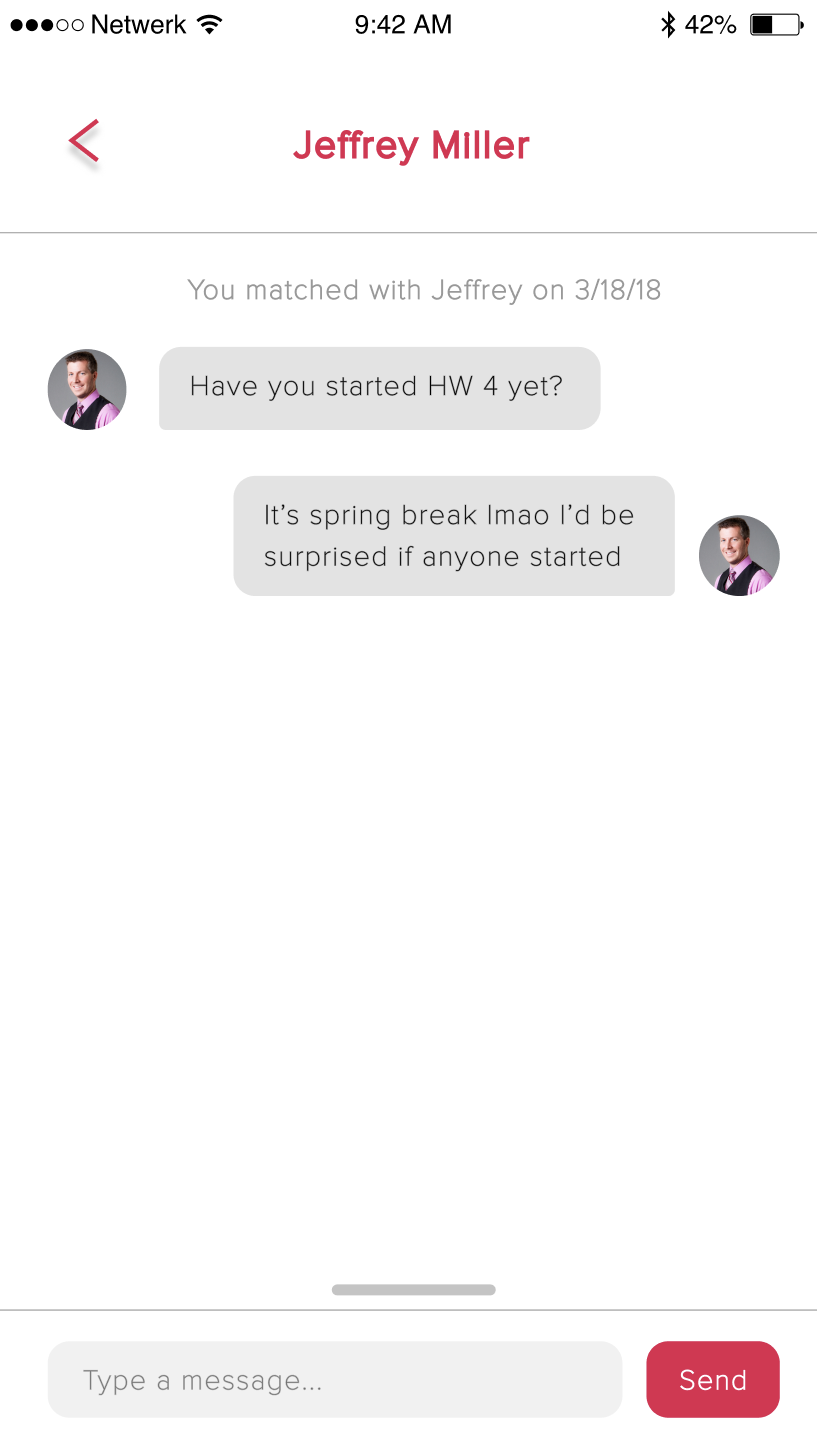 Netwerk 9:42 AM 42%
Jeffrey Miller
You matched with Jeffrey on 3/18/18
Have you started HW 4 yet?
It’s spring break lmao I’d be
surprised if anyone started
Type a message...
Send